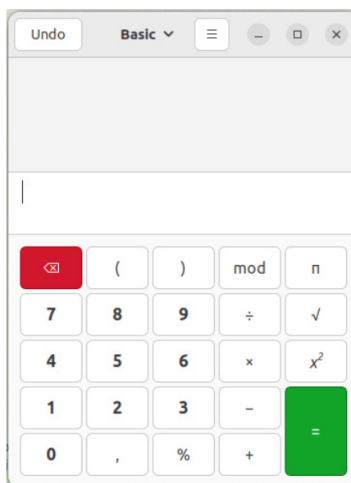 Undo Basic
( ) mod π
7 8 9 ÷ √
4 5 6 × x²
1 2 3 − =
0 , % +